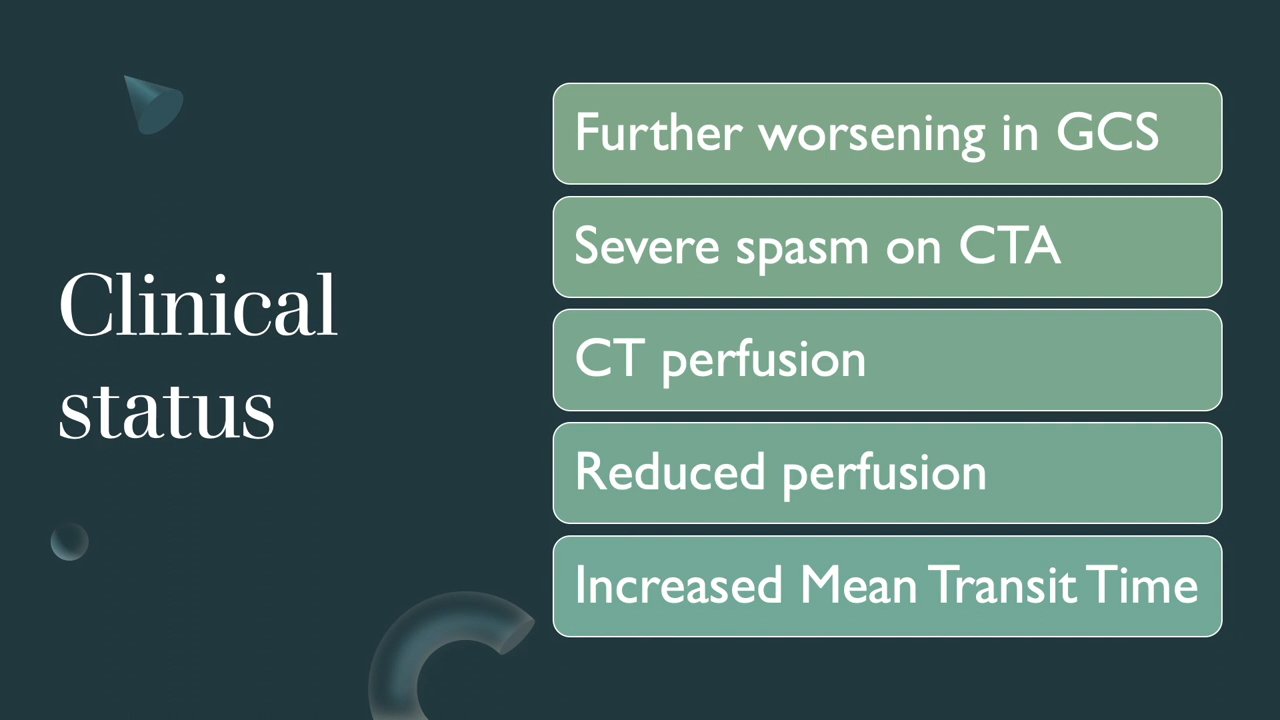 Clinical
status
Further worsening in GCS
Severe spasm on CTA
CT perfusion
Reduced perfusion
Increased Mean Transit Time